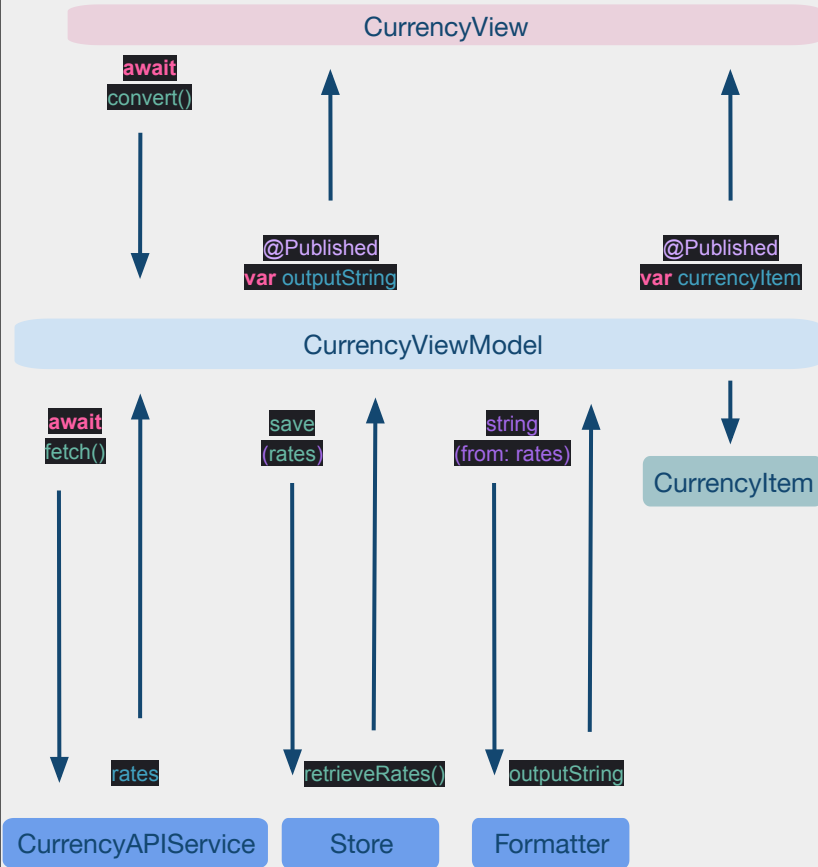 CurrencyView
await
convert()
@Published
var outputString
@Published
var currencyItem
CurrencyViewModel
await
fetch()
save
(rates)
string
(from: rates)
CurrencyItem
rates
retrieveRates()
outputString
CurrencyAPIService
Store
Formatter